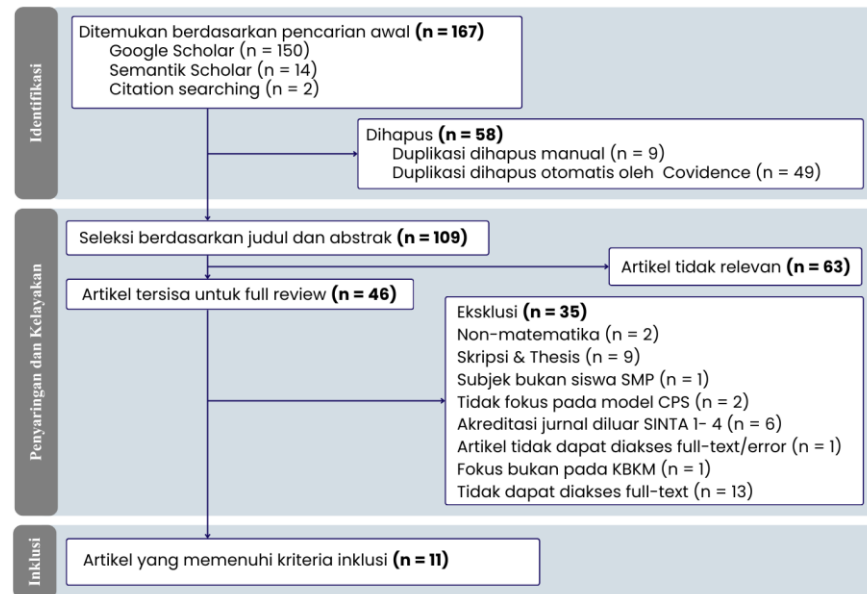 Identifikasi
Ditemukan berdasarkan pencarian awal (n = 167)
Google Scholar (n = 150)
Semantik Scholar (n = 14)
Citation searching (n = 2)
Dihapus (n = 58)
Duplikasi dihapus manual (n = 9)
Duplikasi dihapus otomatis oleh Covidence (n = 49)
Penyaringan dan Kelayakan
Seleksi berdasarkan judul dan abstrak (n = 109)
Artikel tidak relevan (n = 63)
Artikel tersisa untuk full review (n = 46)
Eksklusi (n = 35)
Non-matematika (n = 2)
Skripsi & Thesis (n = 9)
Subjek bukan siswa SMP (n = 1)
Tidak fokus pada model CPS (n = 2)
Akreditasi jurnal diluar SINTA 1- 4 (n = 6)
Artikel tidak dapat diakses full-text/error (n = 1)
Fokus bukan pada KBKM (n = 1)
Tidak dapat diakses full-text (n = 13)
Inklusi
Artikel yang memenuhi kriteria inklusi (n = 11)